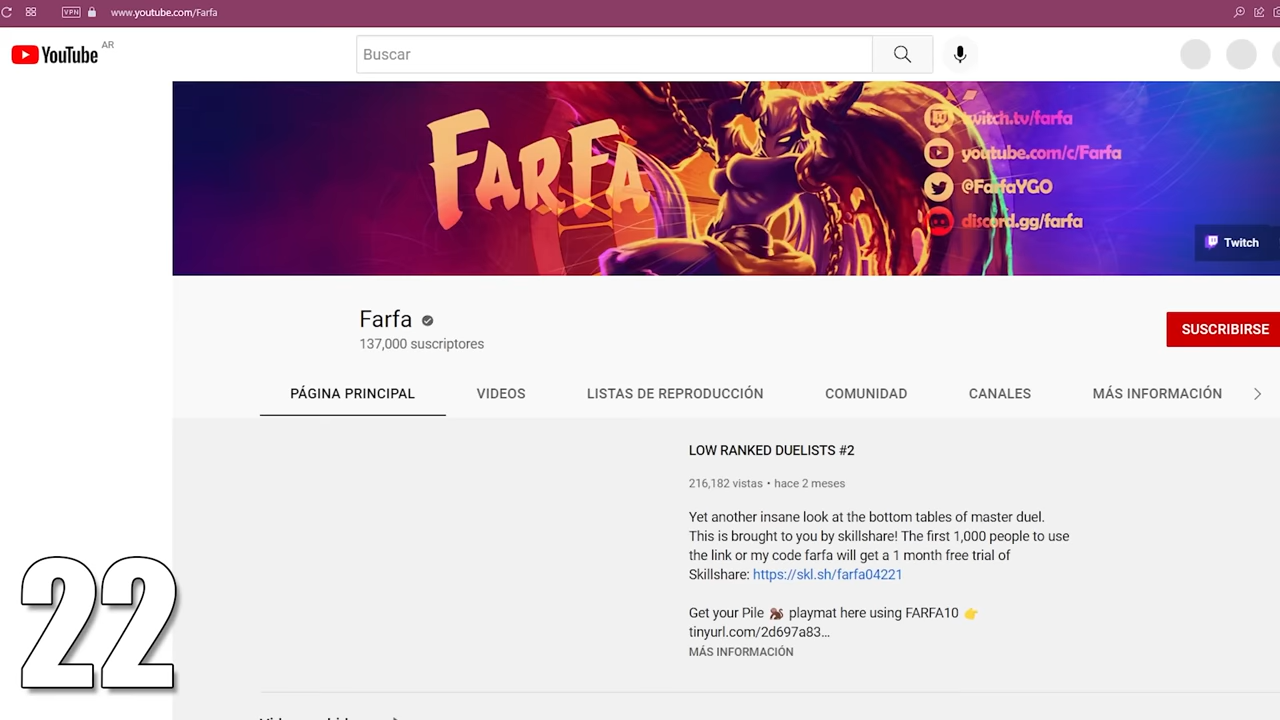 VPN www.youtube.com/Farfa
YouTube AR
Buscar
FARFA
twitch.tv/farfa
youtube.com/c/Farfa
@FarfaYGO
discord.gg/farfa
Twitch
Farfa
137,000 suscriptores
SUSCRIBIRSE
PÁGINA PRINCIPAL VIDEOS LISTAS DE REPRODUCCIÓN COMUNIDAD CANALES MÁS INFORMACIÓN
LOW RANKED DUELISTS #2
216,182 vistas • hace 2 meses
Yet another insane look at the bottom tables of master duel.
This is brought to you by skillshare! The first 1,000 people to use
the link or my code farfa will get a 1 month free trial of
Skillshare: https://skl.sh/farfa04221
Get your Pile 🐿️ playmat here using FARFA10 👉
tinyurl.com/2d697a83...
MÁS INFORMACIÓN
22